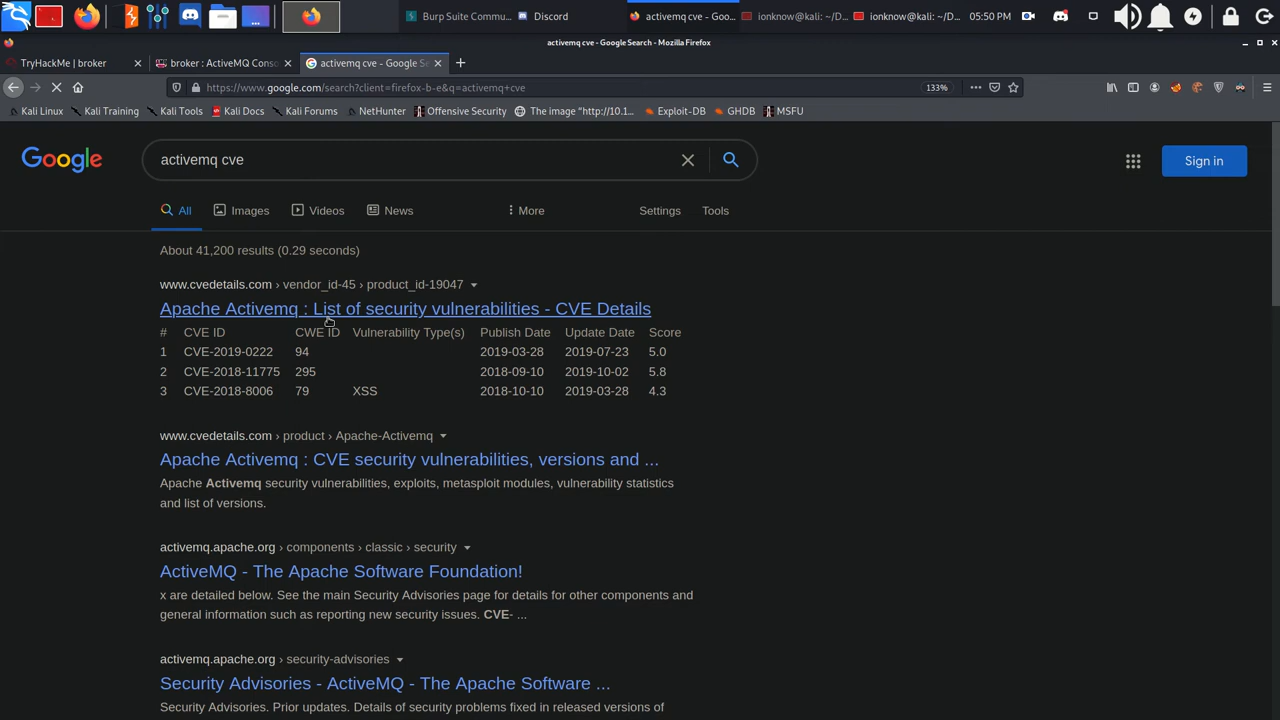 Burp Suite Commu...
Discord
activemq cve - Goo...
ionknow@kali: ~/D...
ionknow@kali: ~/D...
05:50 PM
activemq cve - Google Search - Mozilla Firefox
TryHackMe | broker
broker : ActiveMQ Conso
activemq cve - Google Se
https://www.google.com/search?client=firefox-b-e&q=activemq+cve
133%
Kali Linux
Kali Training
Kali Tools
Kali Docs
Kali Forums
NetHunter
Offensive Security
The image "http://10.1...
Exploit-DB
GHDB
MSFU
Google
activemq cve
Sign in
All
Images
Videos
News
More
Settings
Tools
About 41,200 results (0.29 seconds)
www.cvedetails.com › vendor_id-45 › product_id-19047
Apache Activemq : List of security vulnerabilities - CVE Details
# CVE ID CWE ID Vulnerability Type(s) Publish Date Update Date Score
1 CVE-2019-0222 94 2019-03-28 2019-07-23 5.0
2 CVE-2018-11775 295 2018-09-10 2019-10-02 5.8
3 CVE-2018-8006 79 XSS 2018-10-10 2019-03-28 4.3
www.cvedetails.com › product › Apache-Activemq
Apache Activemq : CVE security vulnerabilities, versions and ...
Apache Activemq security vulnerabilities, exploits, metasploit modules, vulnerability statistics
and list of versions.
activemq.apache.org › components › classic › security
ActiveMQ - The Apache Software Foundation!
x are detailed below. See the main Security Advisories page for details for other components and
general information such as reporting new security issues. CVE- ...
activemq.apache.org › security-advisories
Security Advisories - ActiveMQ - The Apache Software ...
Security Advisories. Prior updates. Details of security problems fixed in released versions of